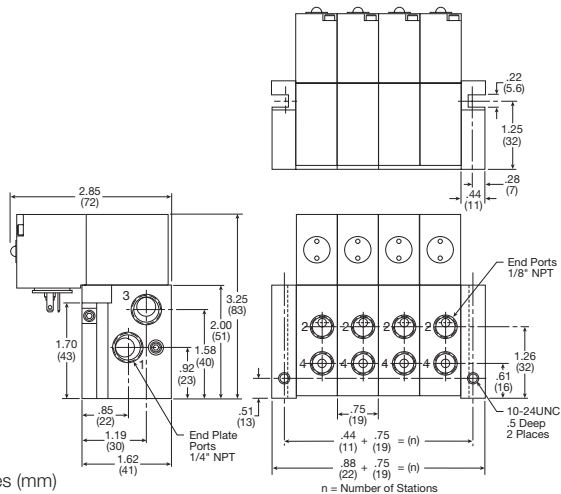 .22
(5.6)
1.25
(32)
.28
(7)
.44
(11)
2.85
(72)
3
1
1.70
(43)
.92
(23)
1.58
(40)
2.00
(51)
3.25
(83)
.85
(22)
1.19
(30)
1.62
(41)
End Plate
Ports
1/4" NPT
End Ports
1/8" NPT
2 2 2 2
4 4 4 4
1.26
(32)
.61
(16)
.51
(13)
.75
(19)
10-24UNC
.5 Deep
2 Places
.44 + .75 = (n)
(11) (19)
.88 + .75 = (n)
(22) (19)
n = Number of Stations
(mm)